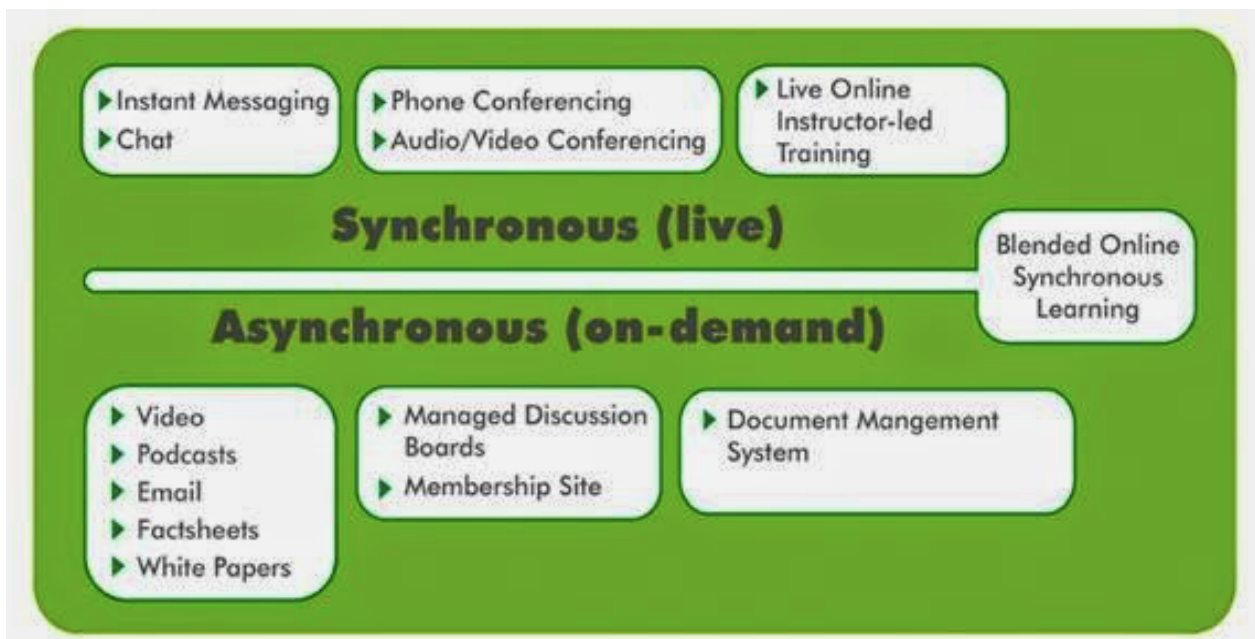 Instant Messaging
Chat
Phone Conferencing
Audio/Video Conferencing
Live Online
Instructor-led
Training
Synchronous (live)
Blended Online
Synchronous
Learning
Asynchronous (on-demand)
Video
Podcasts
Email
Factsheets
White Papers
Managed Discussion
Boards
Membership Site
Document Mangement
System